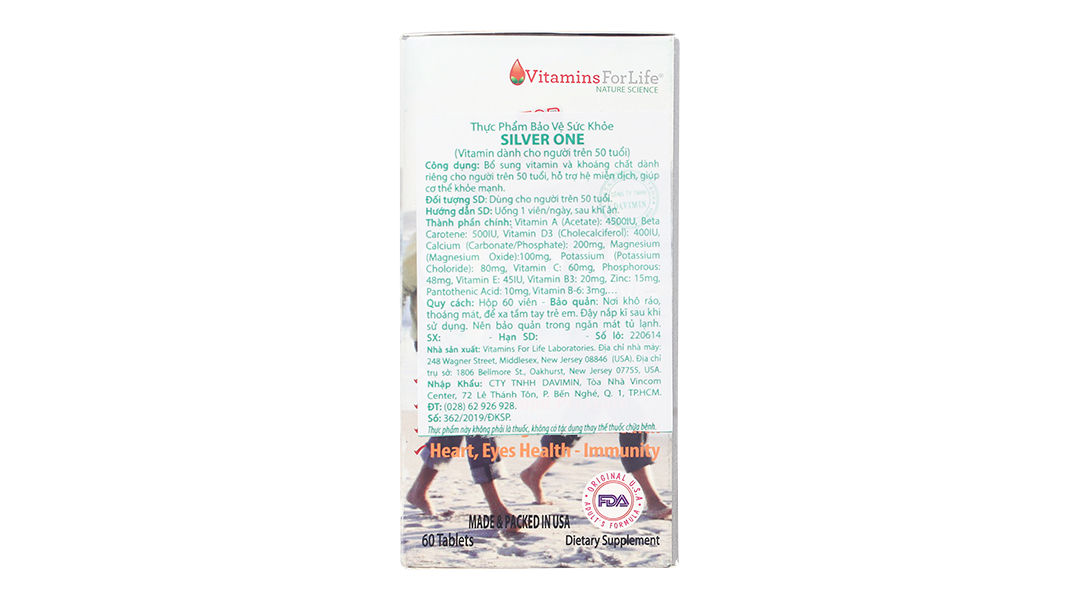 VitaminsForLife®
NATURE SCIENCE
Thực Phẩm Bảo Vệ Sức Khỏe
SILVER ONE
(Vitamin dành cho người trên 50 tuổi)
Công dụng: Bổ sung vitamin và khoáng chất dành
riêng cho người trên 50 tuổi, hỗ trợ hệ miễn dịch, giúp
cơ thể khỏe mạnh.
Đối tượng SD: Dùng cho người trên 50 tuổi.
Hướng dẫn SD: Uống 1 viên/ngày, sau khi ăn.
CÔNG TY TNHH
DAVIMIN
Thành phần chính: Vitamin A (Acetate): 4500IU, Beta
Carotene: 500IU, Vitamin D3 (Cholecalciferol): 400IU,
Calcium (Carbonate/Phosphate): 200mg, Magnesium
(Magnesium Oxide):100mg, Potassium (Potassium
Choloride): 80mg, Vitamin C: 60mg, Phosphorous:
48mg, Vitamin E: 45IU, Vitamin B3: 20mg, Zinc: 15mg,
Pantothenic Acid: 10mg, Vitamin B-6: 3mg,...
Quy cách: Hộp 60 viên - Bảo quản: Nơi khô ráo,
thoáng mát, để xa tầm tay trẻ em. Đậy nắp kĩ sau khi
sử dụng. Nên bảo quản trong ngăn mát tủ lạnh.
SX: - Hạn SD: - Số lô: 220614
Nhà sản xuất: Vitamins For Life Laboratories. Địa chỉ nhà máy:
248 Wagner Street, Middlesex, New Jersey 08846 (USA). Địa chỉ
trụ sở: 1806 Bellmore St., Oakhurst, New Jersey 07755, USA.
Nhập Khẩu: CTY TNHH DAVIMIN, Tòa Nhà Vincom
Center, 72 Lê Thánh Tôn, P. Bến Nghé, Q. 1, TP.HCM.
ĐT: (028) 62 926 928.
Số: 362/2019/ĐKSP.
Thực phẩm này không phải là thuốc, không có tác dụng thay thế thuốc chữa bệnh.
Heart, Eyes Health - Immunity
ORIGINAL U.S.A
FDA
ADULT'S FORMULA
MADE & PACKED IN USA
60 Tablets
Dietary Supplement